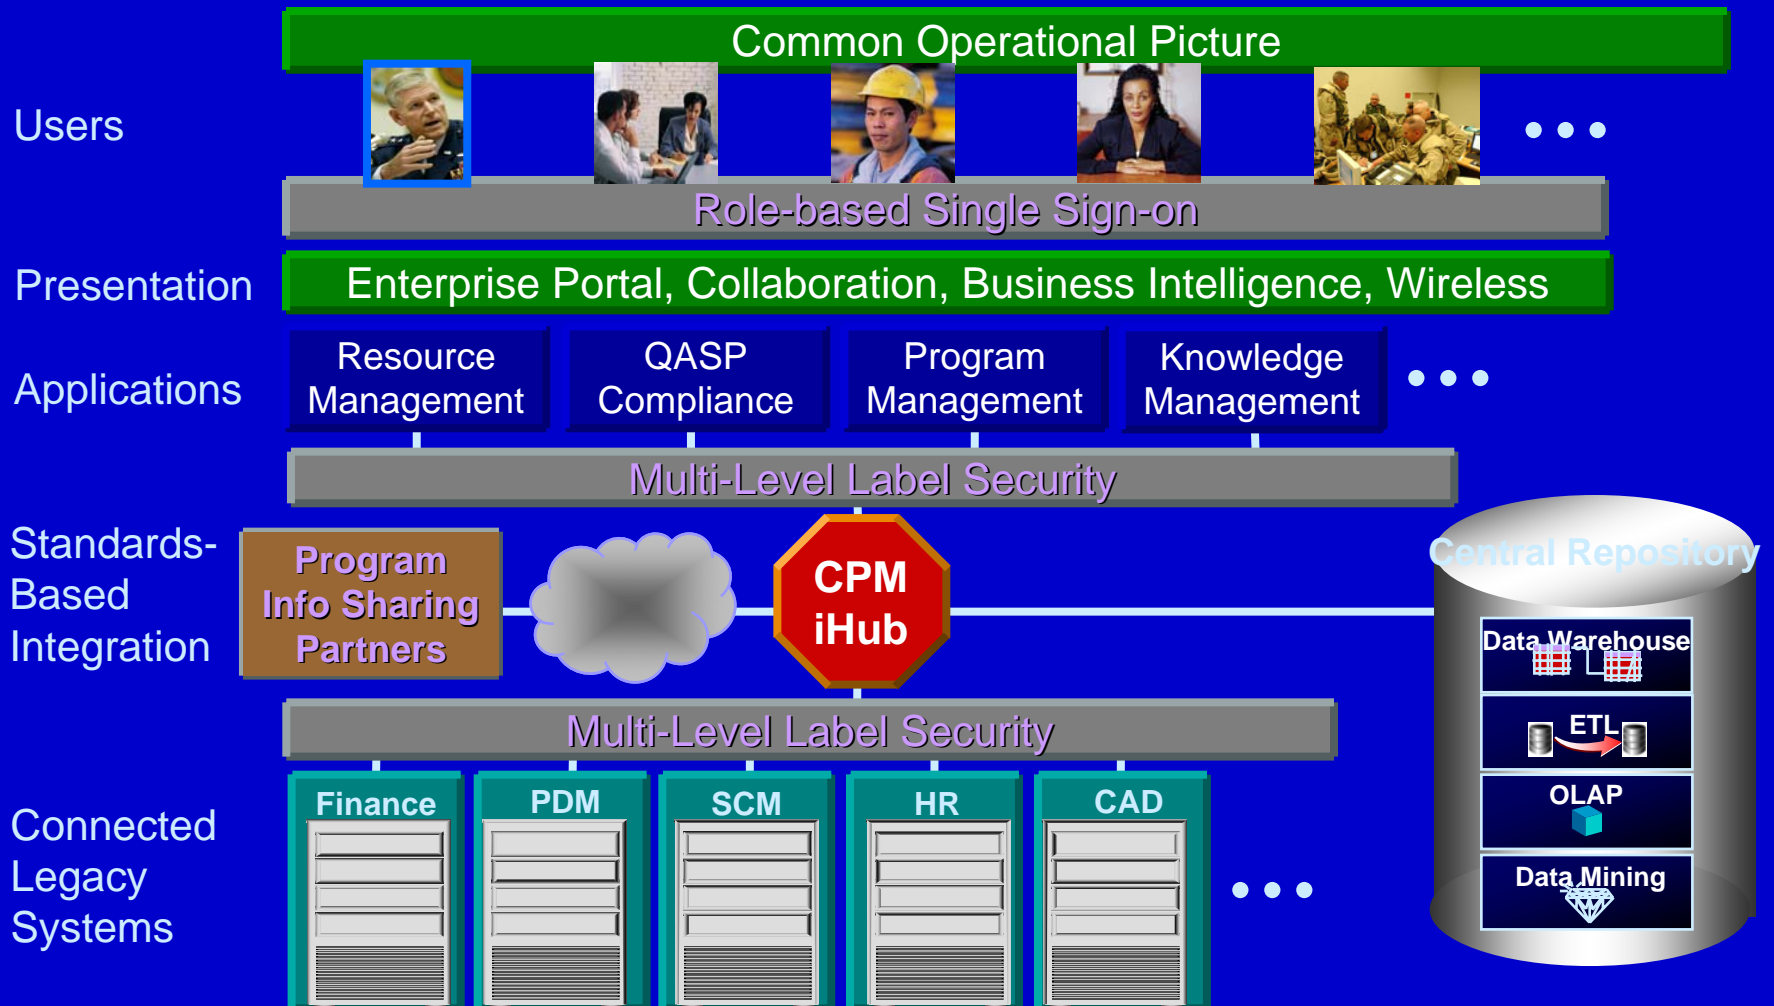 Common Operational Picture
Users
Role-based Single Sign-on
Presentation
Enterprise Portal, Collaboration, Business Intelligence, Wireless
Applications
Resource
Management
QASP
Compliance
Program
Management
Knowledge
Management
Multi-Level Label Security
Standards-
Based
Integration
Program
Info Sharing
Partners
CPM
iHub
Central Repository
Data Warehouse
ETL
OLAP
Data Mining
Multi-Level Label Security
Connected
Legacy
Systems
Finance
PDM
SCM
HR
CAD